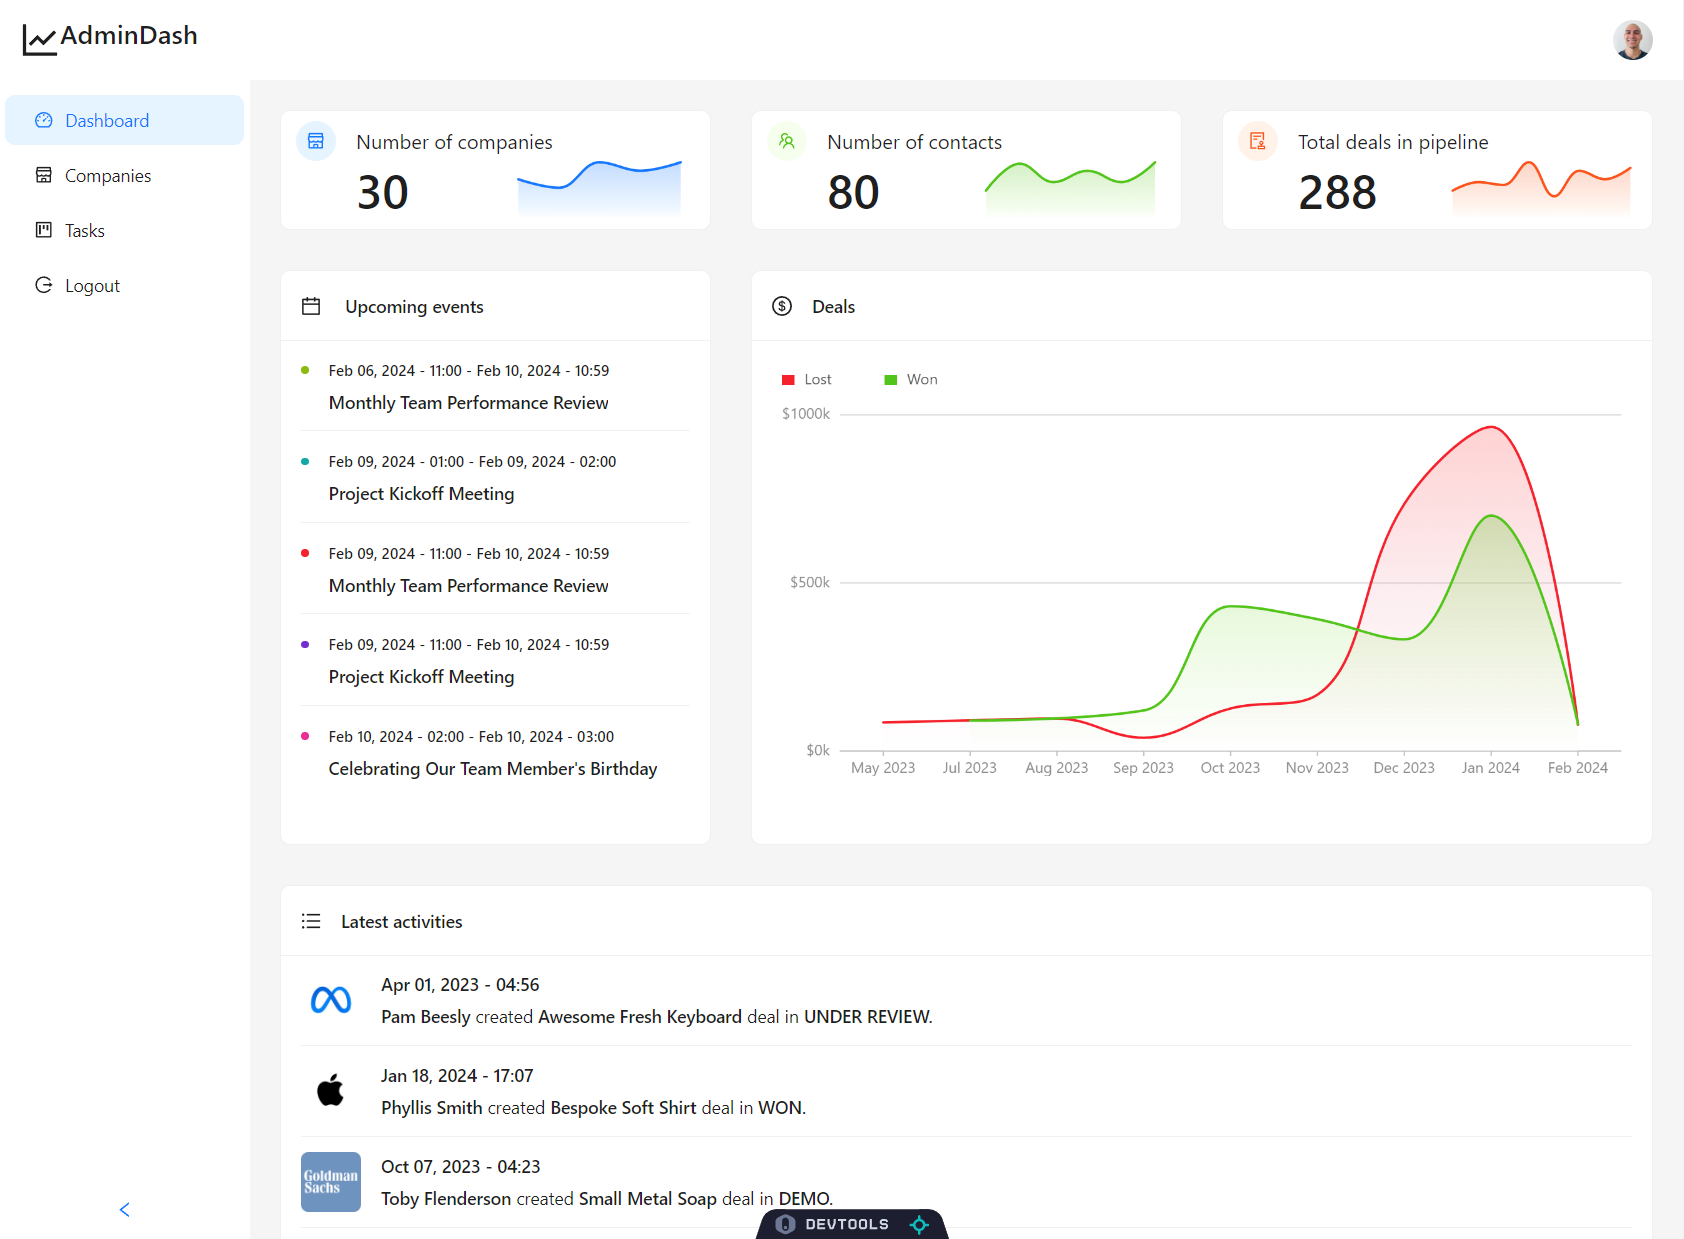 AdminDash
Dashboard
Companies
Tasks
Logout
Number of companies
30
Number of contacts
80
Total deals in pipeline
288
Upcoming events
Feb 06, 2024 - 11:00 - Feb 10, 2024 - 10:59
Monthly Team Performance Review
Feb 09, 2024 - 01:00 - Feb 09, 2024 - 02:00
Project Kickoff Meeting
Feb 09, 2024 - 11:00 - Feb 10, 2024 - 10:59
Monthly Team Performance Review
Feb 09, 2024 - 11:00 - Feb 10, 2024 - 10:59
Project Kickoff Meeting
Feb 10, 2024 - 02:00 - Feb 10, 2024 - 03:00
Celebrating Our Team Member's Birthday
Deals
Lost Won
$1000k
$500k
$0k
May 2023 Jul 2023 Aug 2023 Sep 2023 Oct 2023 Nov 2023 Dec 2023 Jan 2024 Feb 2024
Latest activities
Apr 01, 2023 - 04:56
Pam Beesly created Awesome Fresh Keyboard deal in UNDER REVIEW.
Jan 18, 2024 - 17:07
Phyllis Smith created Bespoke Soft Shirt deal in WON.
Goldman
Sachs
Oct 07, 2023 - 04:23
Toby Flenderson created Small Metal Soap deal in DEMO.
DEVTOOLS